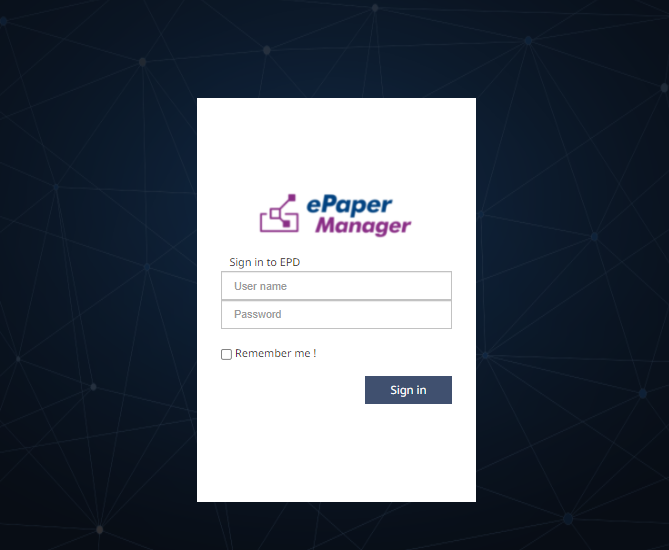 ePaper
Manager
Sign in to EPD
User name
Password
Remember me !
Sign in